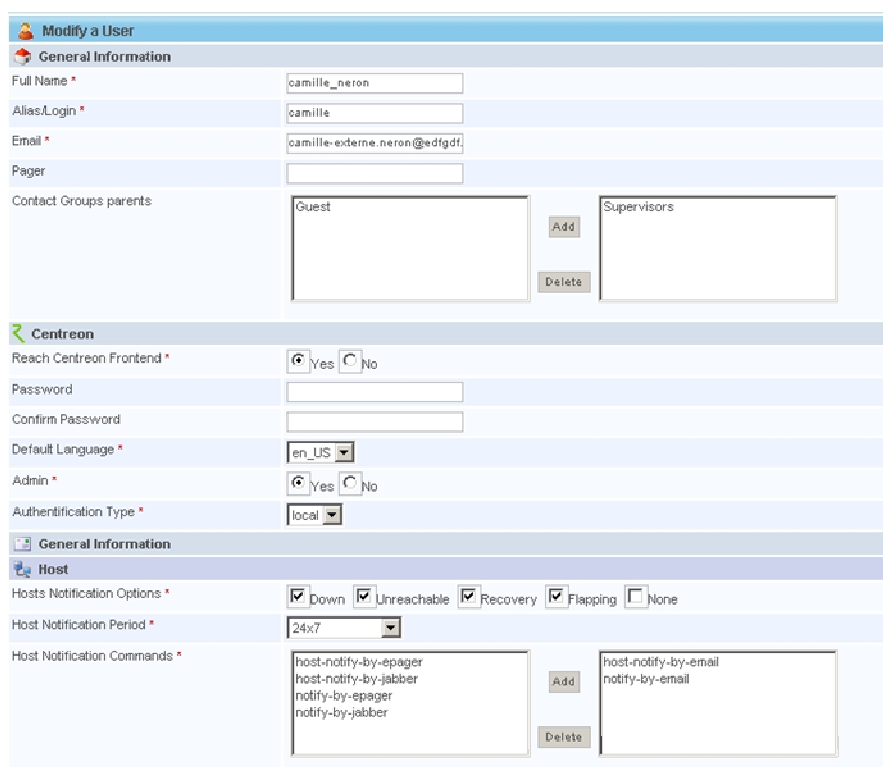 Modify a User
General Information
Full Name *
camille_neron
Alias/Login *
camille
Email *
camille-externe.neron@edfgdf.
Pager
Contact Groups parents
Guest
Add
Delete
Supervisors
Centreon
Reach Centreon Frontend *
Yes No
Password
Confirm Password
Default Language *
en_US
Admin *
Yes No
Authentification Type *
local
General Information
Host
Hosts Notification Options *
Down Unreachable Recovery Flapping None
Host Notification Period *
24x7
Host Notification Commands *
host-notify-by-epager
host-notify-by-jabber
notify-by-epager
notify-by-jabber
Add
Delete
host-notify-by-email
notify-by-email